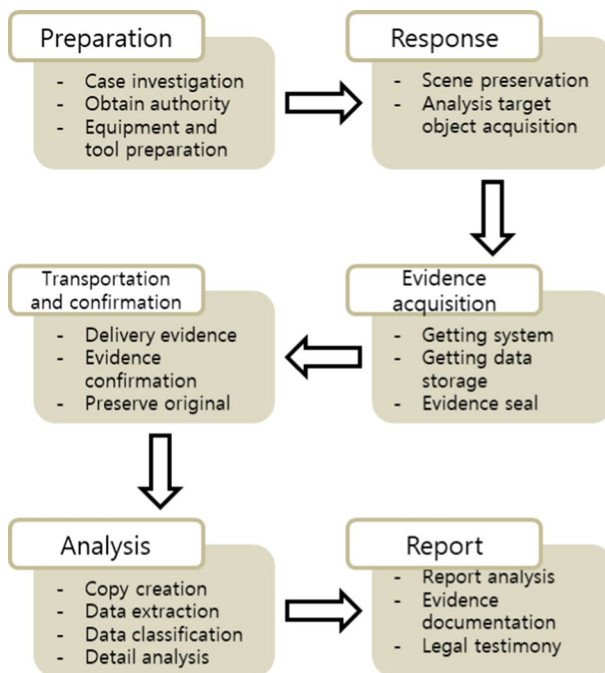 Preparation
- Case investigation
- Obtain authority
- Equipment and
tool preparation
Response
- Scene preservation
- Analysis target
object acquisition
Evidence
acquisition
- Getting system
- Getting data
storage
- Evidence seal
Transportation
and confirmation
- Delivery evidence
- Evidence
confirmation
- Preserve original
Analysis
- Copy creation
- Data extraction
- Data classification
- Detail analysis
Report
- Report analysis
- Evidence
documentation
- Legal testimony